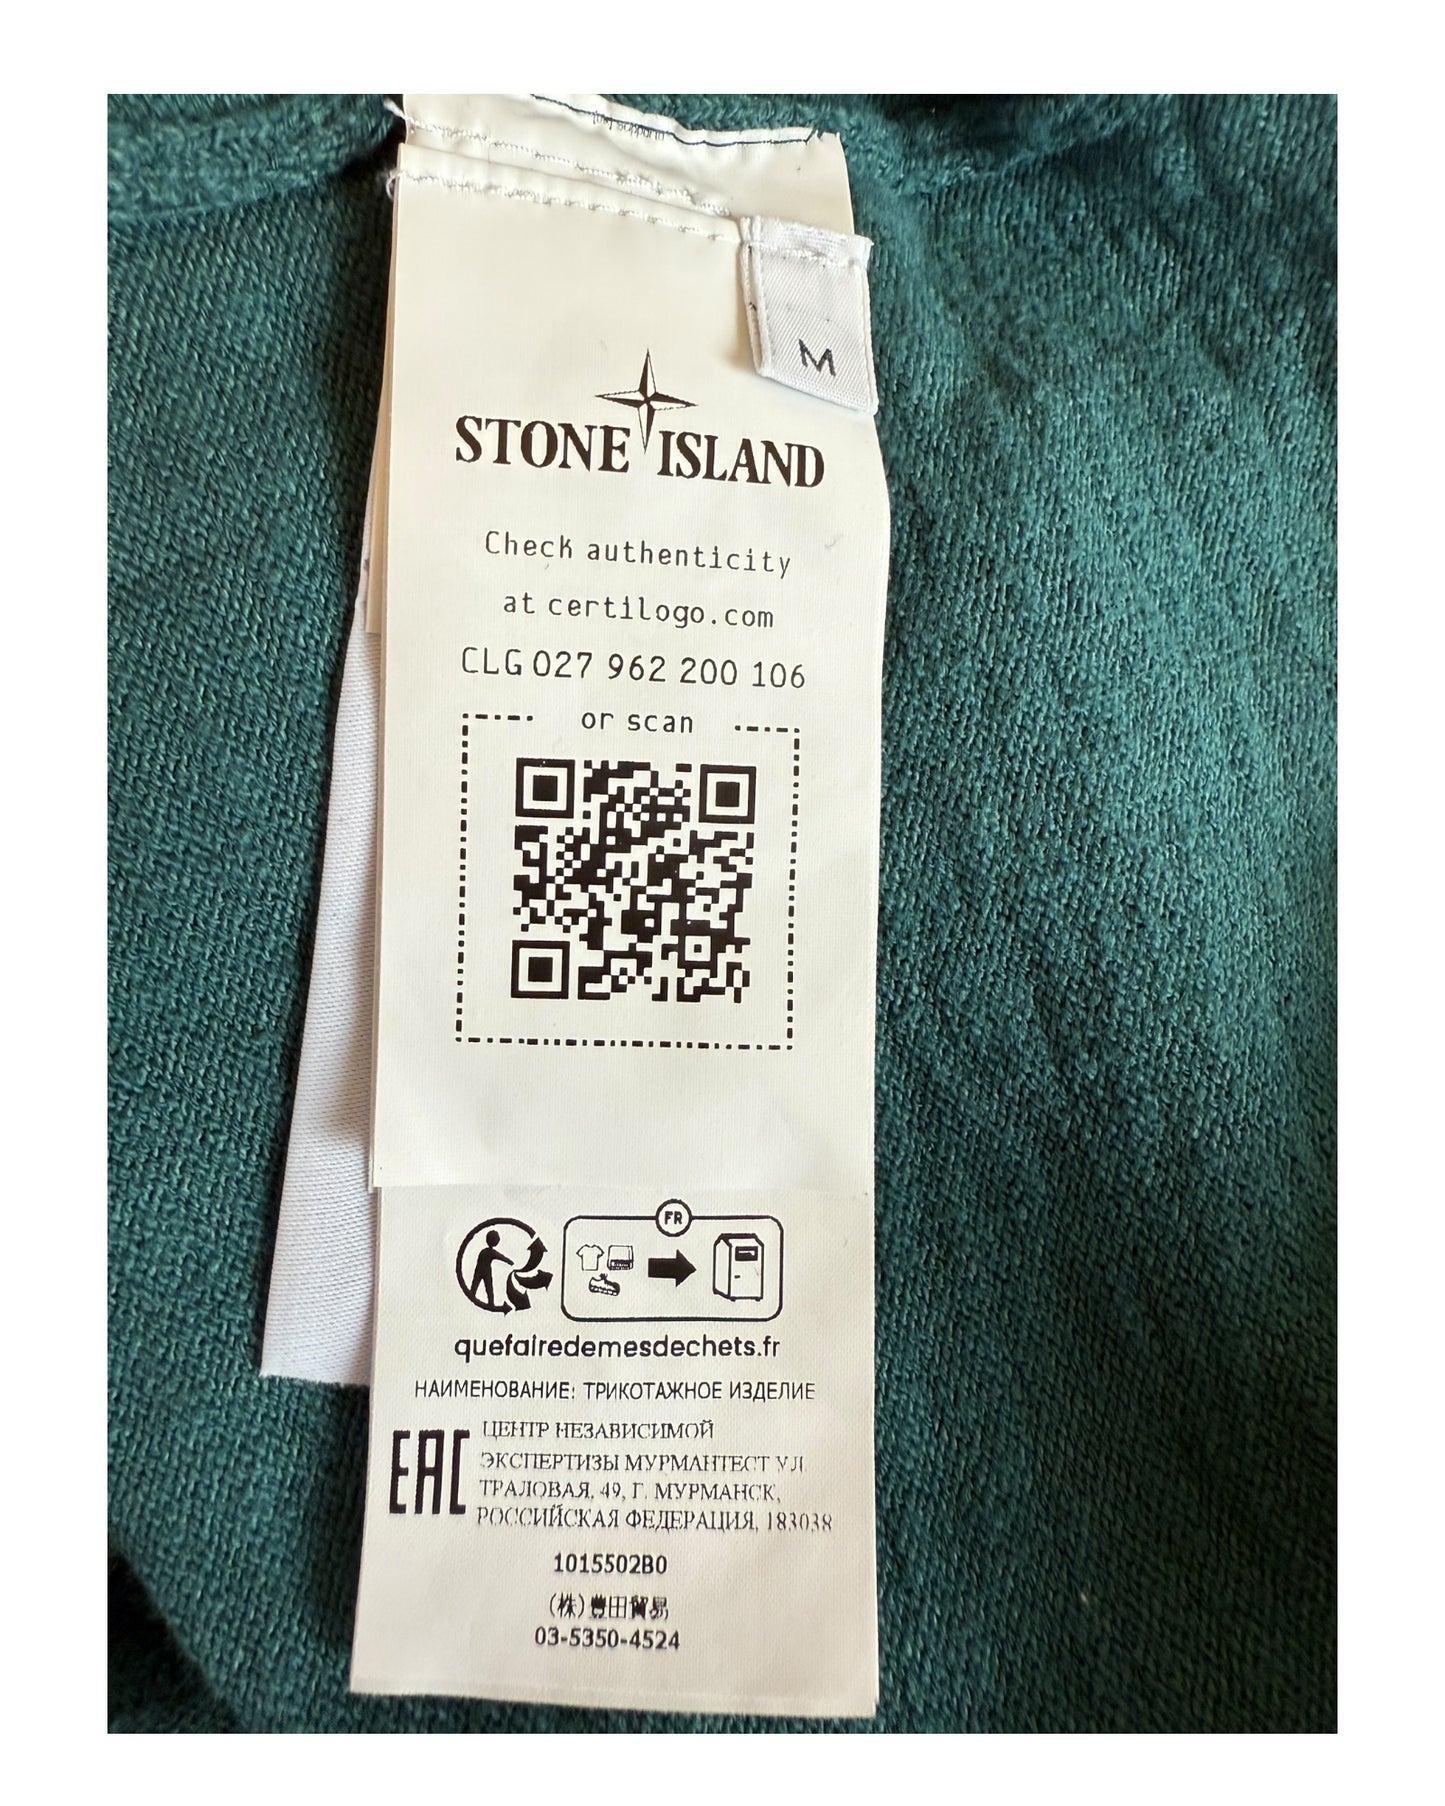 M
STONE ISLAND
Check authenticity
at certilogo.com
CLG 027 962 200 106
or scan
FR
quefairedemesdechets.fr
НАИМЕНОВАНИЕ: ТРИКОТАЖНОЕ ИЗДЕЛИЕ
EAC
ЦЕНТР НЕЗАВИСИМОЙ
ЭКСПЕРТИЗЫ МУРМАНТЕСТ УЛ.
ТРАЛОВАЯ, 49, Г. МУРМАНСК,
РОССИЙСКАЯ ФЕДЕРАЦИЯ, 183038
1015502B0
(株)豊田貿易
03-5350-4524